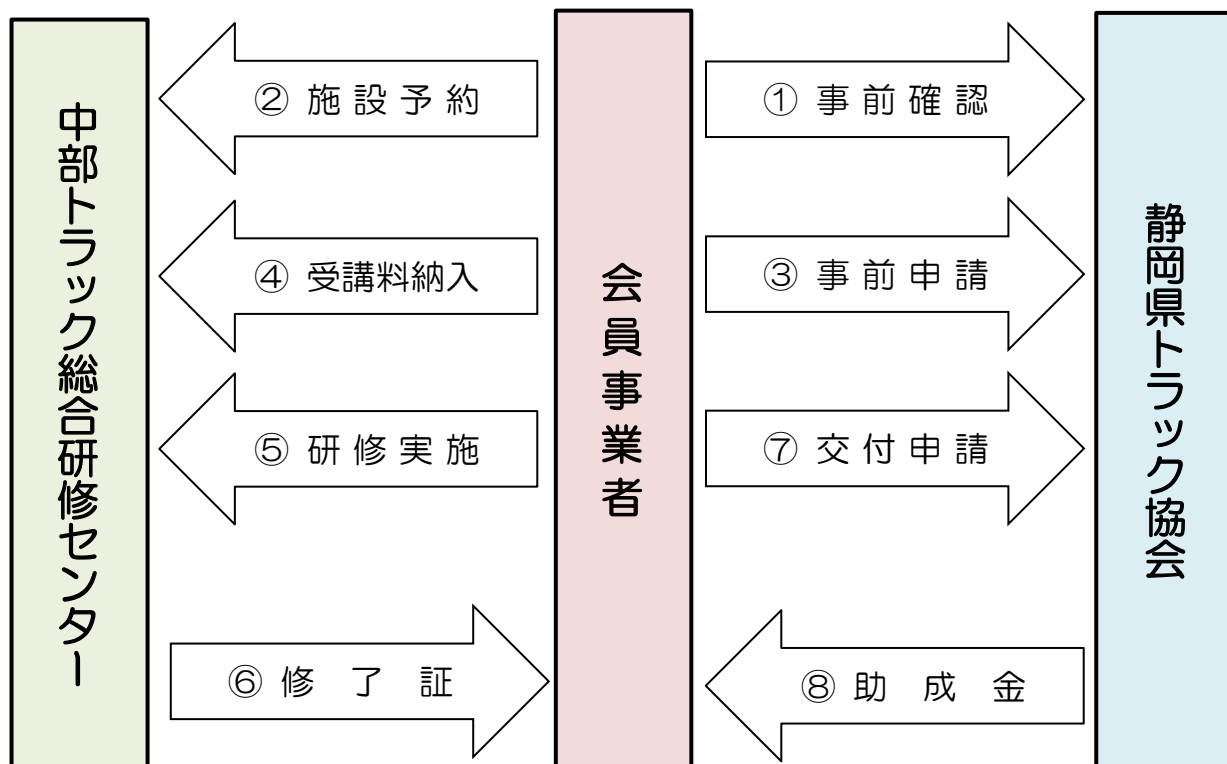 中部トラック総合研修センター
② 施設予約
④ 受講料納入
⑤ 研修実施
⑥ 修了証
会員事業者
① 事前確認
③ 事前申請
⑦ 交付申請
⑧ 助成金
静岡県トラック協会